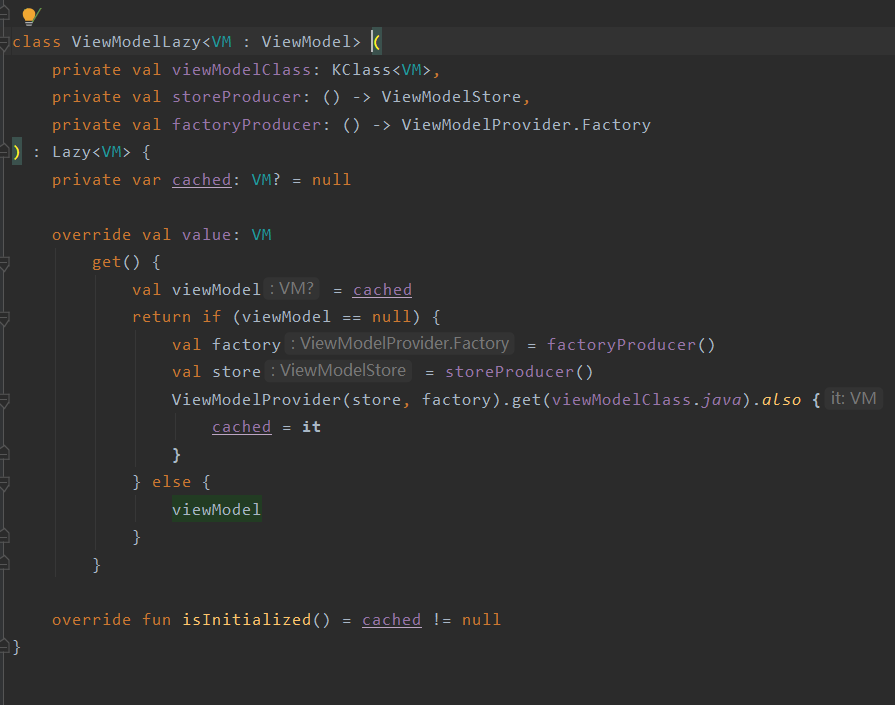 class ViewModelLazy<VM : ViewModel> (
    private val viewModelClass: KClass<VM>,
    private val storeProducer: () -> ViewModelStore,
    private val factoryProducer: () -> ViewModelProvider.Factory
) : Lazy<VM> {
    private var cached: VM? = null
    override val value: VM
        get() {
            val viewModel : VM? = cached
            return if (viewModel == null) {
                val factory : ViewModelProvider.Factory = factoryProducer()
                val store : ViewModelStore = storeProducer()
                ViewModelProvider(store, factory).get(viewModelClass.java).also { it: VM
                    cached = it
                }
            } else {
                viewModel
            }
        }
    override fun isInitialized() = cached != null
}